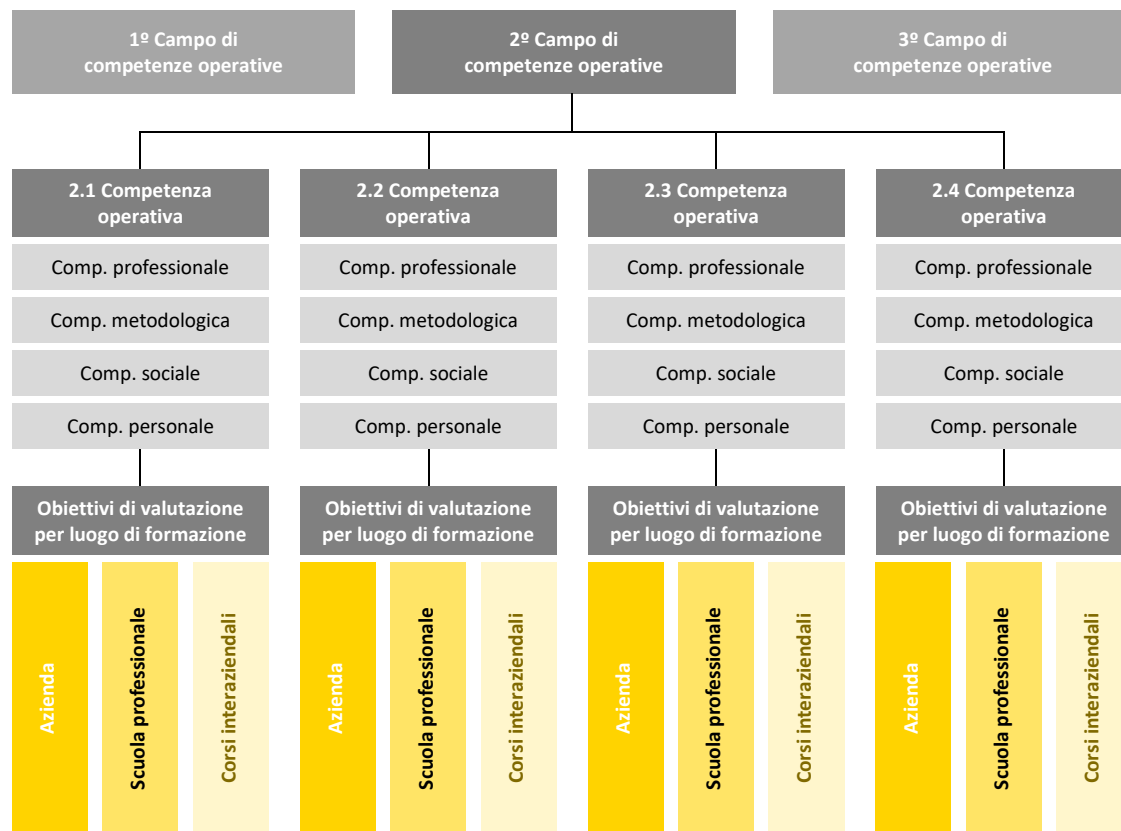 1º Campo di
competenze operative
2º Campo di
competenze operative
3º Campo di
competenze operative
2.1 Competenza
operativa
2.2 Competenza
operativa
2.3 Competenza
operativa
2.4 Competenza
operativa
Comp. professionale
Comp. professionale
Comp. professionale
Comp. professionale
Comp. metodologica
Comp. metodologica
Comp. metodologica
Comp. metodologica
Comp. sociale
Comp. sociale
Comp. sociale
Comp. sociale
Comp. personale
Comp. personale
Comp. personale
Comp. personale
Obiettivi di valutazione
per luogo di formazione
Obiettivi di valutazione
per luogo di formazione
Obiettivi di valutazione
per luogo di formazione
Obiettivi di valutazione
per luogo di formazione
Azienda
Scuola professionale
Corsi interaziendali
Azienda
Scuola professionale
Corsi interaziendali
Azienda
Scuola professionale
Corsi interaziendali
Azienda
Scuola professionale
Corsi interaziendali